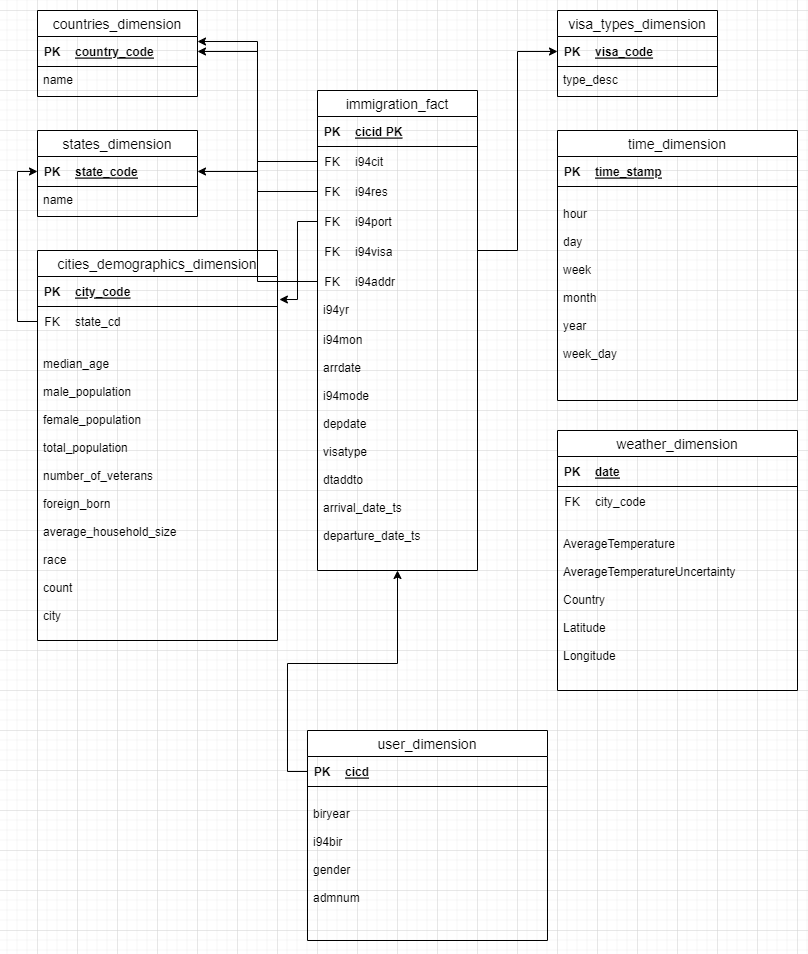 countries_dimension
PK country_code
name
states_dimension
PK state_code
name
cities_demographics_dimension
PK city_code
FK state_cd
median_age
male_population
female_population
total_population
number_of_veterans
foreign_born
average_household_size
race
count
city
immigration_fact
PK cicid PK
FK i94cit
FK i94res
FK i94port
FK i94visa
FK i94addr
i94yr
i94mon
arrdate
i94mode
depdate
visatype
dtaddto
arrival_date_ts
departure_date_ts
visa_types_dimension
PK visa_code
type_desc
time_dimension
PK time_stamp
hour
day
week
month
year
week_day
weather_dimension
PK date
FK city_code
AverageTemperature
AverageTemperatureUncertainty
Country
Latitude
Longitude
user_dimension
PK cicd
biryear
i94bir
gender
admnum